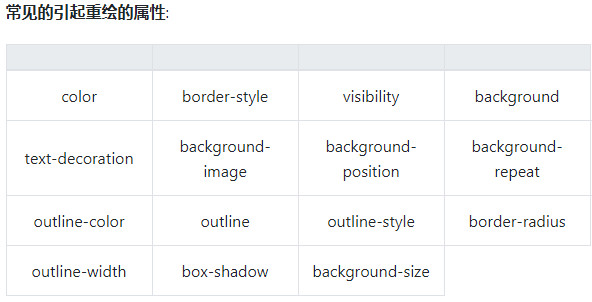 常见的引起重绘的属性:
color border-style visibility background
text-decoration background-image background-position background-repeat
outline-color outline outline-style border-radius
outline-width box-shadow background-size